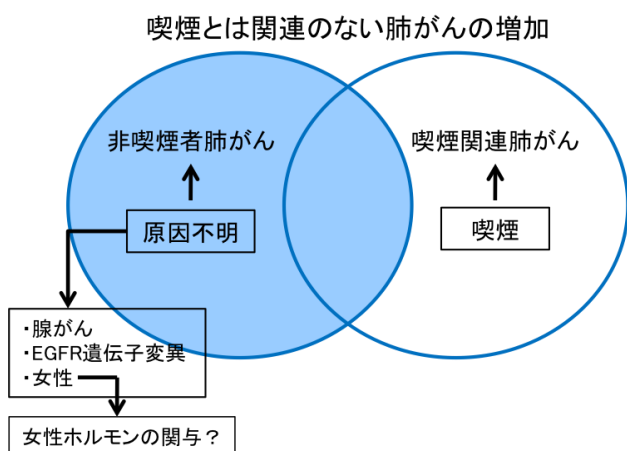 喫煙とは関連のない肺がんの増加
非喫煙者肺がん
喫煙関連肺がん
原因不明
喫煙
・腺がん
・EGFR遺伝子変異
・女性
女性ホルモンの関与？